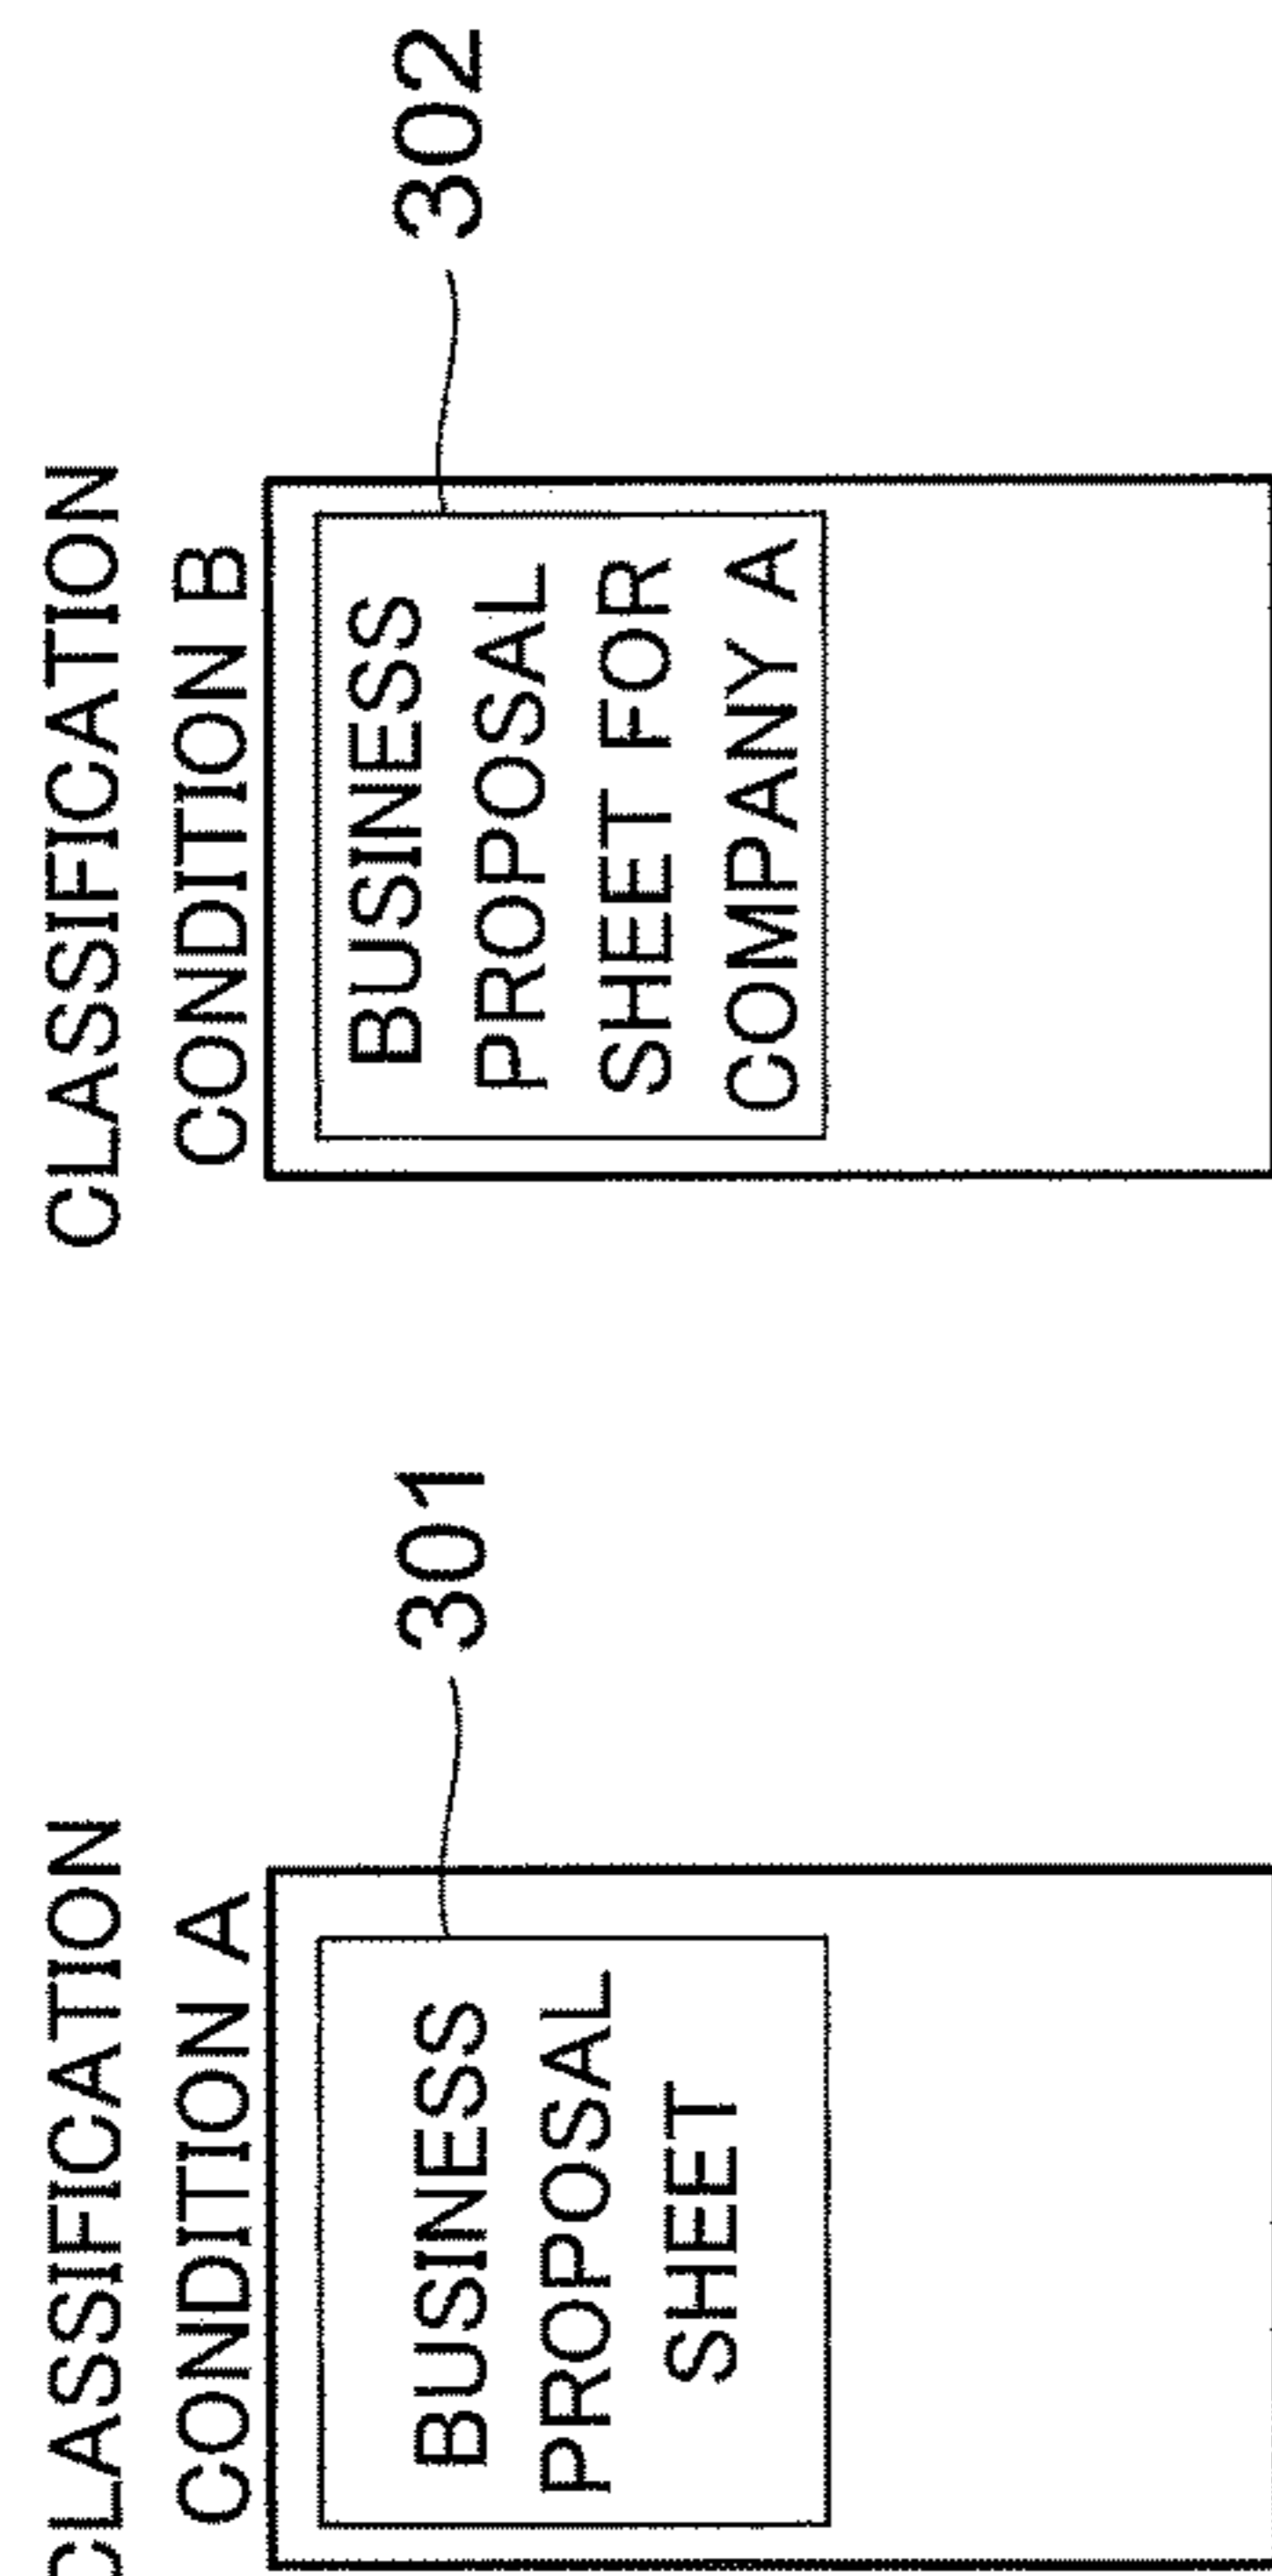 CLASSIFICATION
CONDITION A
301
BUSINESS
PROPOSAL
SHEET
CLASSIFICATION
CONDITION B
302
BUSINESS
PROPOSAL
SHEET FOR
COMPANY A